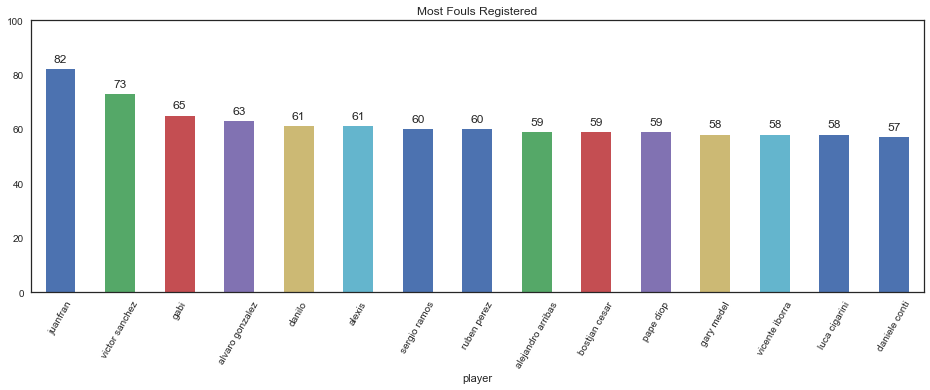 Most Fouls Registered
100
80
60
40
20
0
82
73
65
63
61
61
60
60
59
59
59
58
58
58
57
juanfran
victor sanchez
gabi
alvaro gonzalez
danilo
alexis
sergio ramos
ruben perez
alejandro arribas
bostjan cesar
pape diop
gary medel
vicente iborra
luca cigarini
daniele conti
player